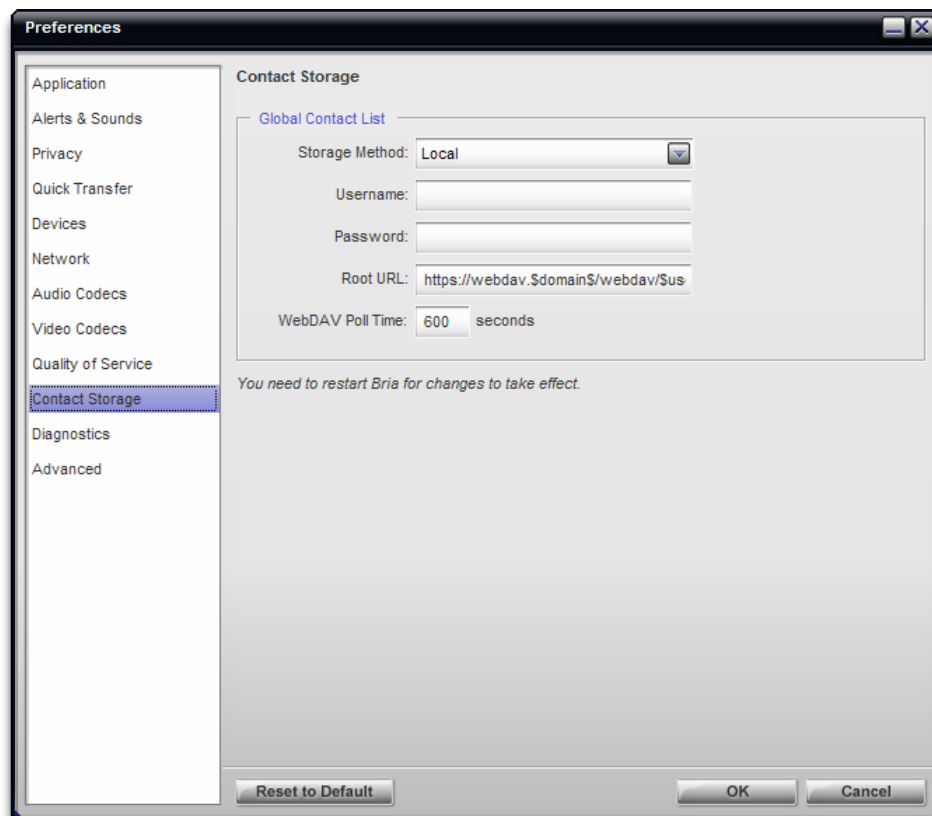 Preferences
Application
Alerts & Sounds
Privacy
Quick Transfer
Devices
Network
Audio Codecs
Video Codecs
Quality of Service
Contact Storage
Diagnostics
Advanced
Contact Storage
Global Contact List
Storage Method: Local
Username:
Password:
Root URL: https://webdav.$domain$/webdav/$us
WebDAV Poll Time: 600 seconds
You need to restart Bria for changes to take effect.
Reset to Default OK Cancel